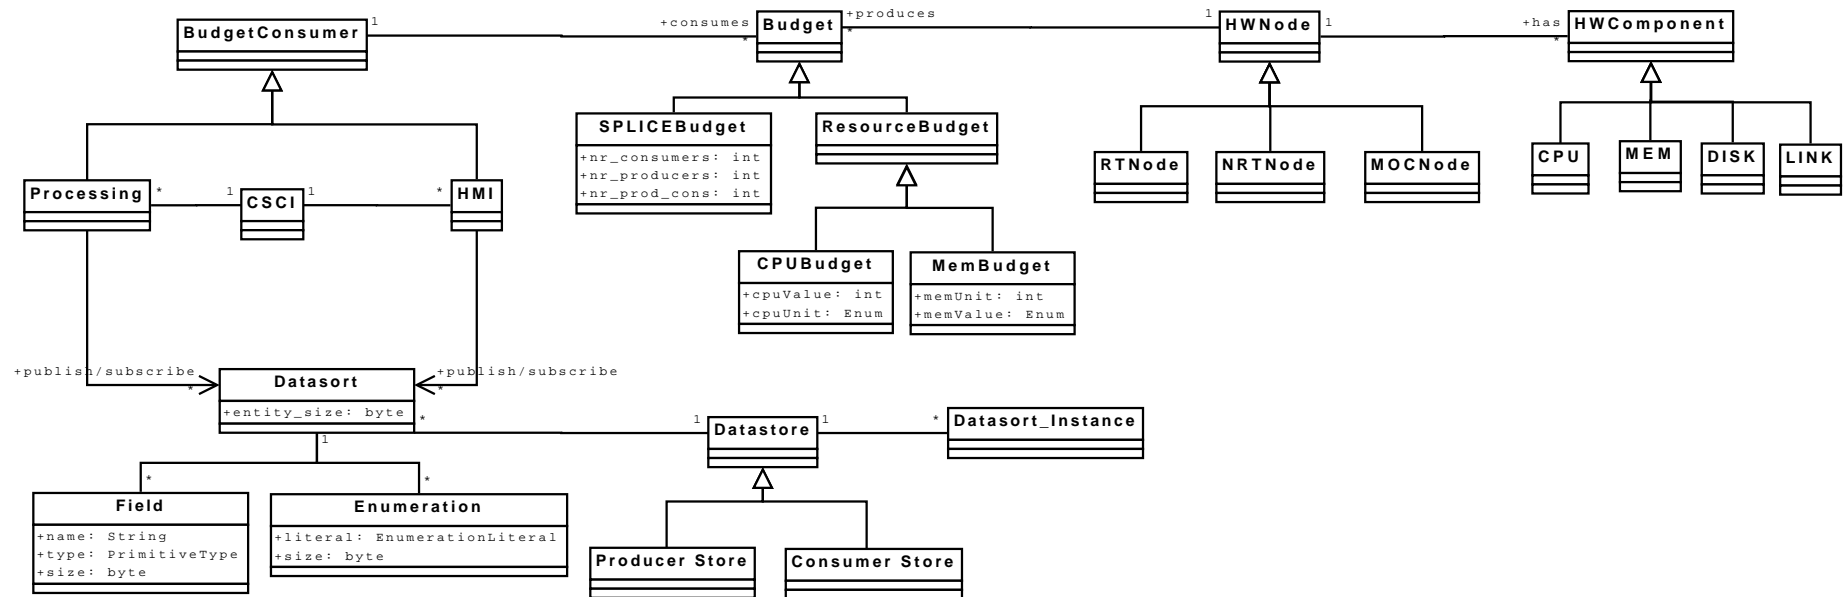 BudgetConsumer
1
+consumes
*
Budget
+produces
*
1
HWNode
1
+has
*
HWComponent
SPLICEBudget
+nr_consumers: int
+nr_producers: int
+nr_prod_cons: int
ResourceBudget
RTNode
NRTNode
MOCNode
CPU
MEM
DISK
LINK
Processing
*
1
CSCI
1
*
HMI
CPUBudget
+cpuValue: int
+cpuUnit: Enum
MemBudget
+memUnit: int
+memValue: Enum
+publish/subscribe
*
Datasort
+entity_size: byte
+publish/subscribe
*
*
1
Datastore
1
*
Datasort_Instance
1
*
*
Field
+name: String
+type: PrimitiveType
+size: byte
Enumeration
+literal: EnumerationLiteral
+size: byte
Producer Store
Consumer Store